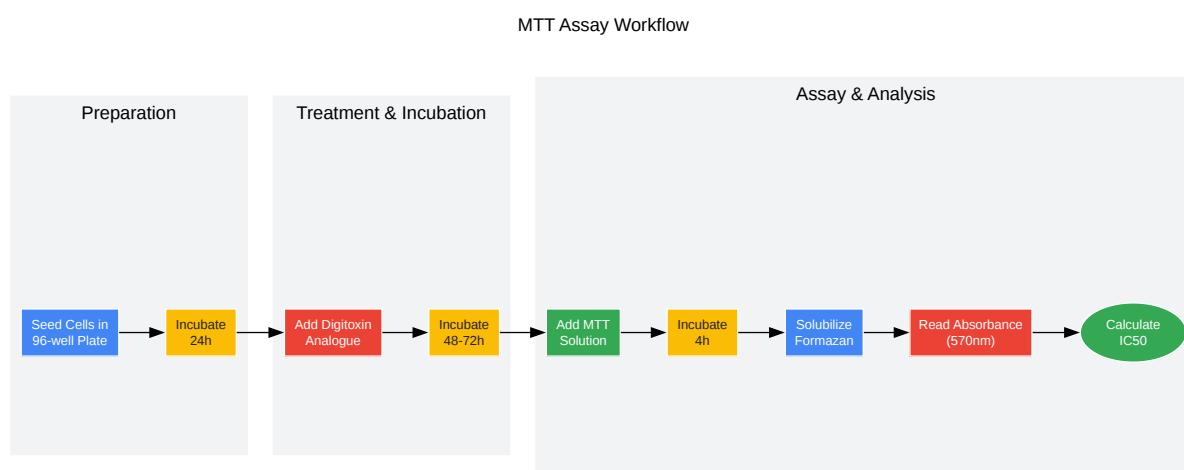 MTT Assay Workflow
Preparation
Treatment & Incubation
Assay & Analysis
Seed Cells in
96-well Plate
Incubate
24h
Add Digitoxin
Analogue
Incubate
48-72h
Add MTT
Solution
Incubate
4h
Solubilize
Formazan
Read Absorbance
(570nm)
Calculate
IC50